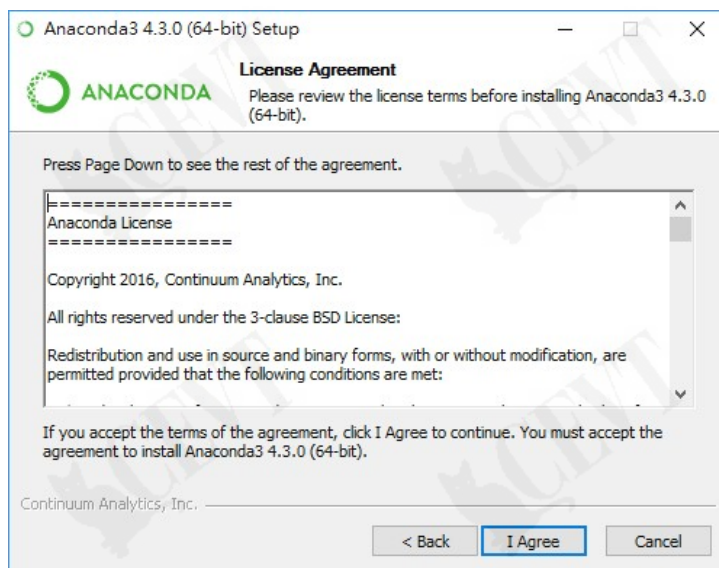 Anaconda3 4.3.0 (64-bit) Setup
ANACONDA
License Agreement
Please review the license terms before installing Anaconda3 4.3.0
(64-bit).
Press Page Down to see the rest of the agreement.
================
Anaconda License
================
Copyright 2016, Continuum Analytics, Inc.
All rights reserved under the 3-clause BSD License:
Redistribution and use in source and binary forms, with or without modification, are
permitted provided that the following conditions are met:
If you accept the terms of the agreement, click I Agree to continue. You must accept the
agreement to install Anaconda3 4.3.0 (64-bit).
Continuum Analytics, Inc.
< Back
I Agree
Cancel
CEVT
CEVT
CEVT
CEVT